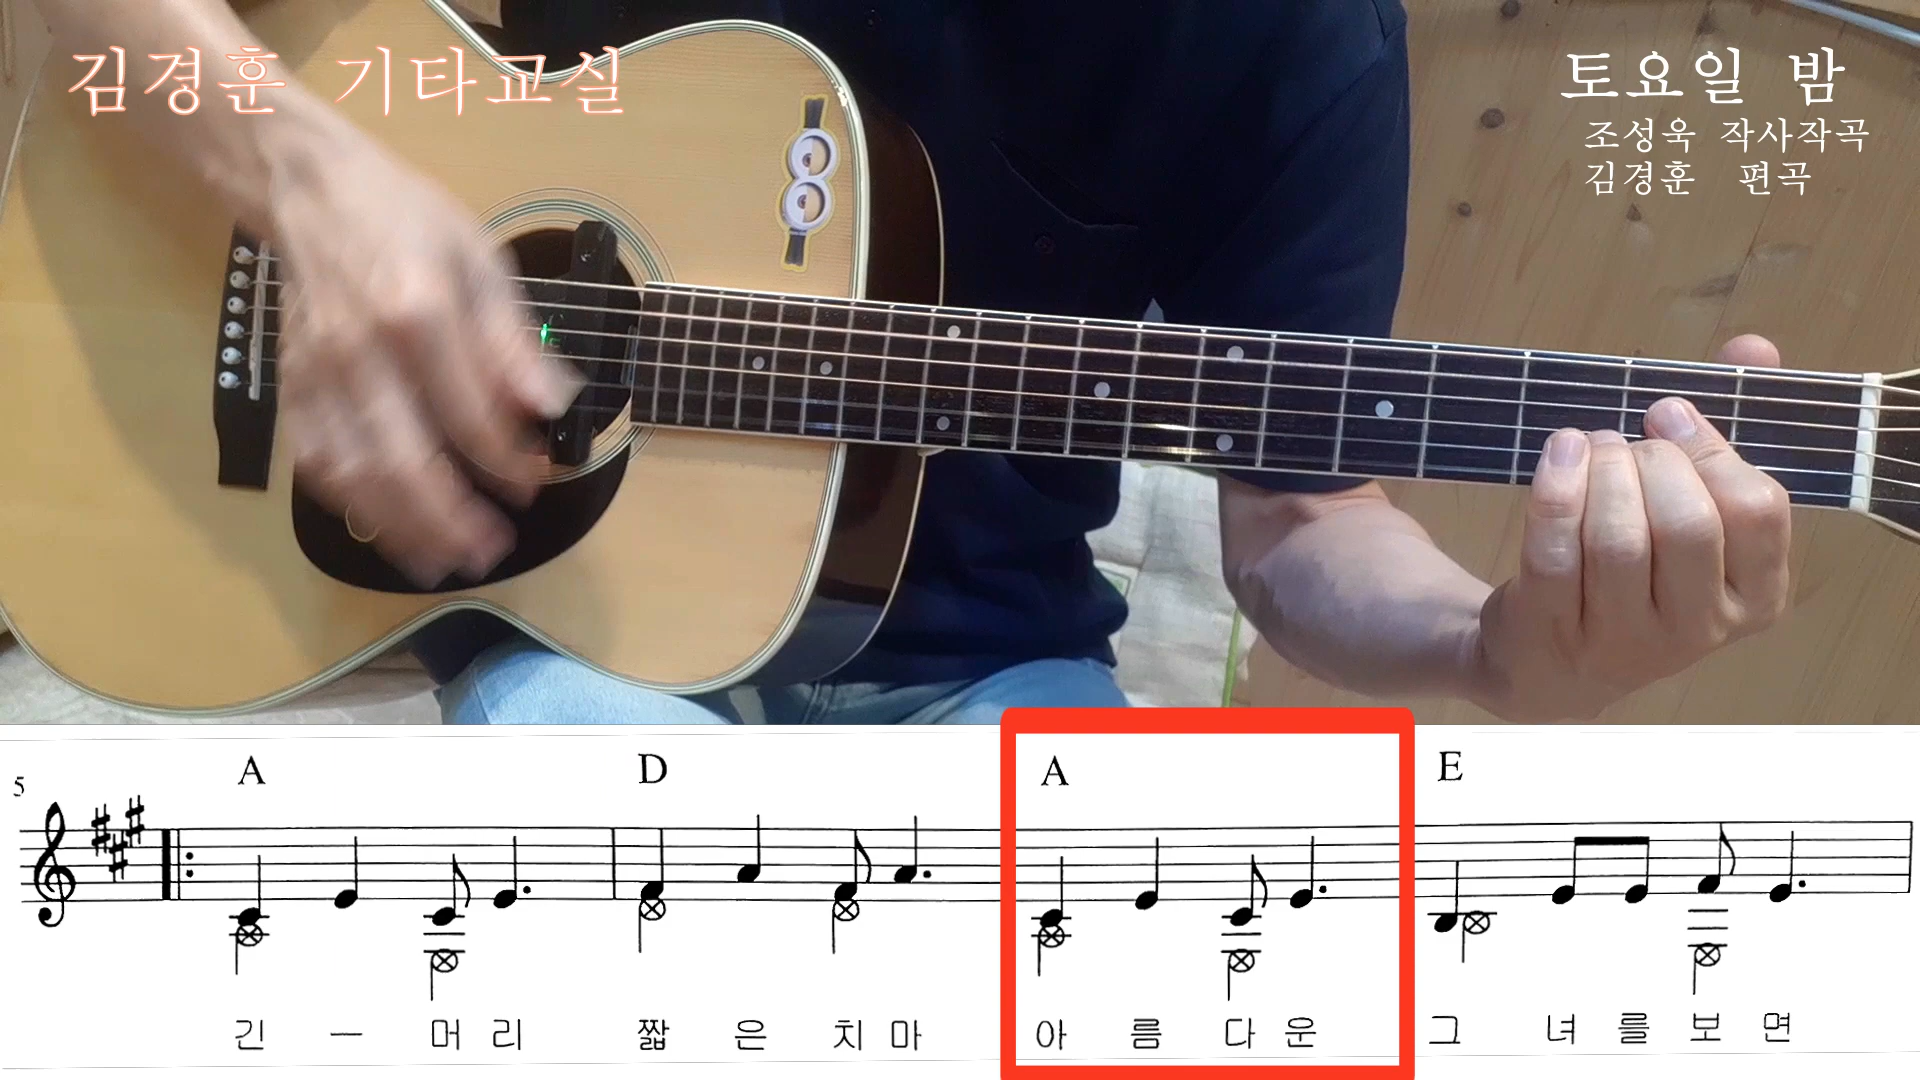 김경훈 기타교실
토요일 밤
조성욱 작사작곡
김경훈 편곡
A D A E
5
긴 ー 머 리 짧 은 치 마 아 름 다 운 그 녀 를 보 면